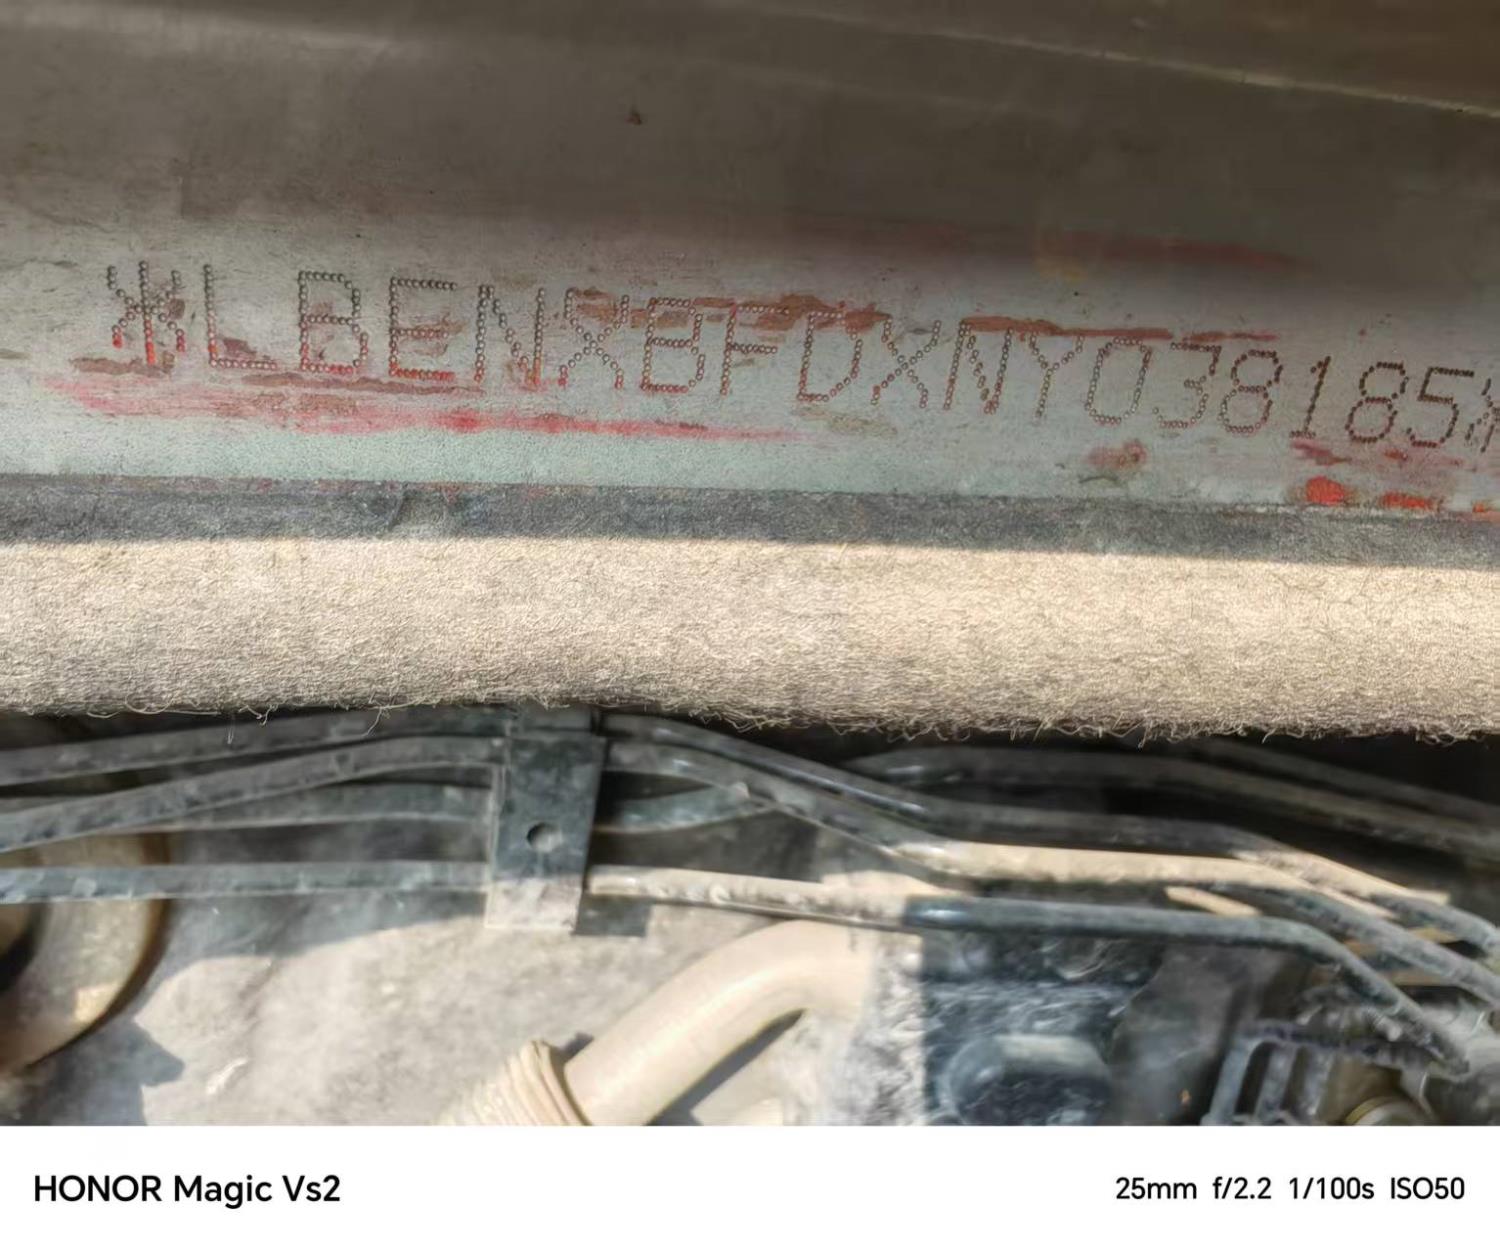 *LBENXBFDXNY038185*
HONOR Magic Vs2
25mm f/2.2 1/100s ISO50